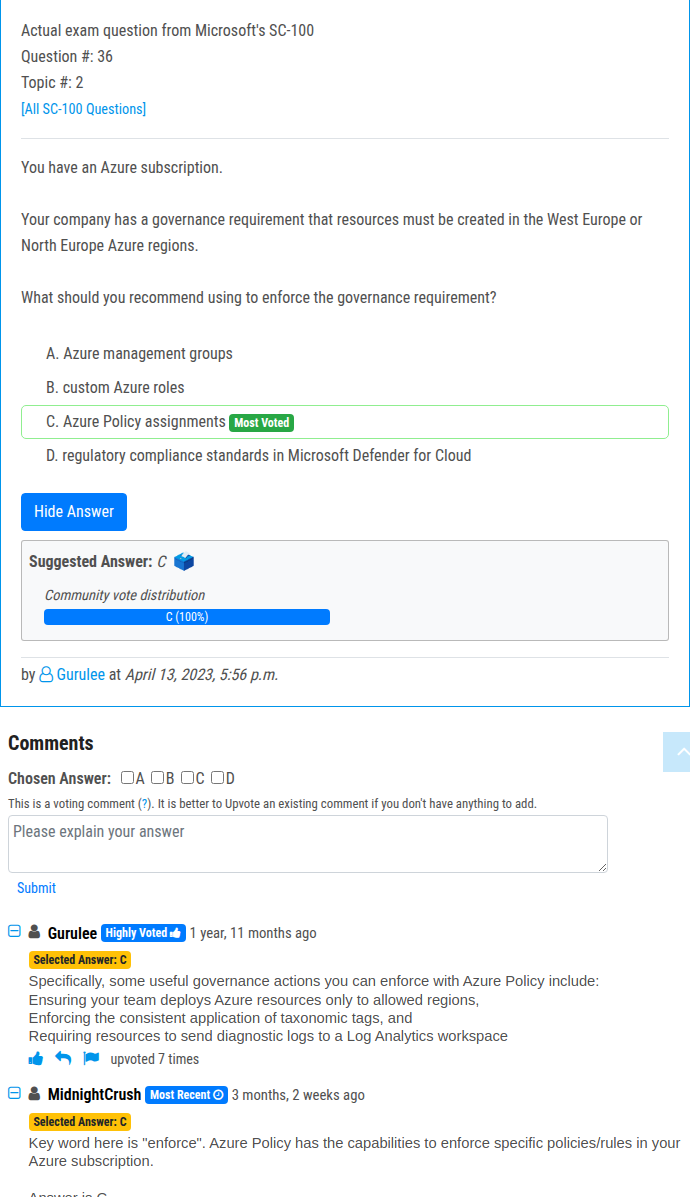 Actual exam question from Microsoft's SC-100
Question #: 36
Topic #: 2
[All SC-100 Questions]
You have an Azure subscription.
Your company has a governance requirement that resources must be created in the West Europe or
North Europe Azure regions.
What should you recommend using to enforce the governance requirement?
A. Azure management groups
B. custom Azure roles
C. Azure Policy assignments Most Voted
D. regulatory compliance standards in Microsoft Defender for Cloud
Hide Answer
Suggested Answer: C
Community vote distribution
C (100%)
by Gurulee at April 13, 2023, 5:56 p.m.
Comments
Chosen Answer: A B C D
This is a voting comment (?). It is better to Upvote an existing comment if you don't have anything to add.
Please explain your answer
Submit
Gurulee Highly Voted 1 year, 11 months ago
Selected Answer: C
Specifically, some useful governance actions you can enforce with Azure Policy include:
Ensuring your team deploys Azure resources only to allowed regions,
Enforcing the consistent application of taxonomic tags, and
Requiring resources to send diagnostic logs to a Log Analytics workspace
upvoted 7 times
MidnightCrush Most Recent 3 months, 2 weeks ago
Selected Answer: C
Key word here is "enforce". Azure Policy has the capabilities to enforce specific policies/rules in your
Azure subscription.
Answer is C